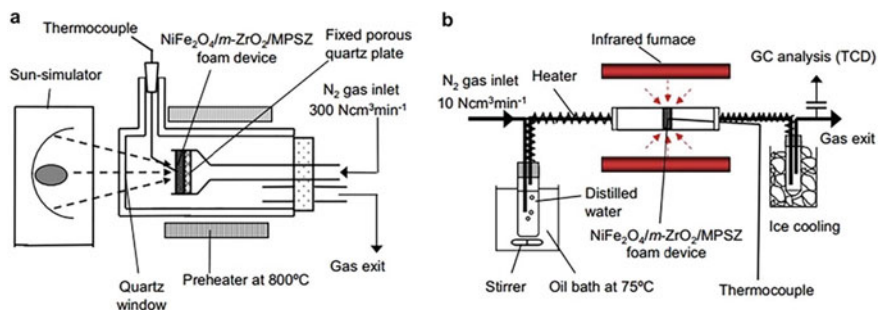 a
Thermocouple
NiFe2O4/m-ZrO2/MPSZ
foam device
Fixed porous
quartz plate
Sun-simulator
N2 gas inlet
300 Ncm3min-1
Quartz
window
Preheater at 800ºC
Gas exit
b
Infrared furnace
GC analysis (TCD)
N2 gas inlet
10 Ncm3min-1
Heater
Gas exit
Distilled
water
Ice cooling
NiFe2O4/m-ZrO2/MPSZ
foam device
Stirrer
Oil bath at 75ºC
Thermocouple